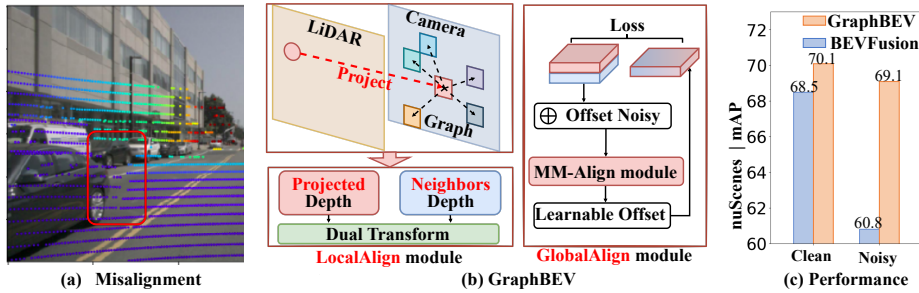 (a) Misalignment
LiDAR
Camera
Project
Graph
Projected
Depth
Neighbors
Depth
Dual Transform
LocalAlign module
Loss
⊕ Offset Noisy
MM-Align module
Learnable Offset
GlobalAlign module
(b) GraphBEV
nuScenes | mAP
72
70
68
66
64
62
60
GraphBEV
BEVFusion
68.5
70.1
60.8
69.1
Clean
Noisy
(c) Performance